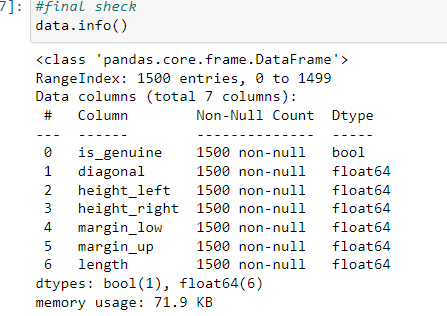 7]: #final sheck
data.info()
<class 'pandas.core.frame.DataFrame'>
RangeIndex: 1500 entries, 0 to 1499
Data columns (total 7 columns):
 #   Column        Non-Null Count  Dtype
---  ------        --------------  -----
 0   is_genuine    1500 non-null   bool
 1   diagonal      1500 non-null   float64
 2   height_left   1500 non-null   float64
 3   height_right  1500 non-null   float64
 4   margin_low    1500 non-null   float64
 5   margin_up     1500 non-null   float64
 6   length        1500 non-null   float64
dtypes: bool(1), float64(6)
memory usage: 71.9 KB